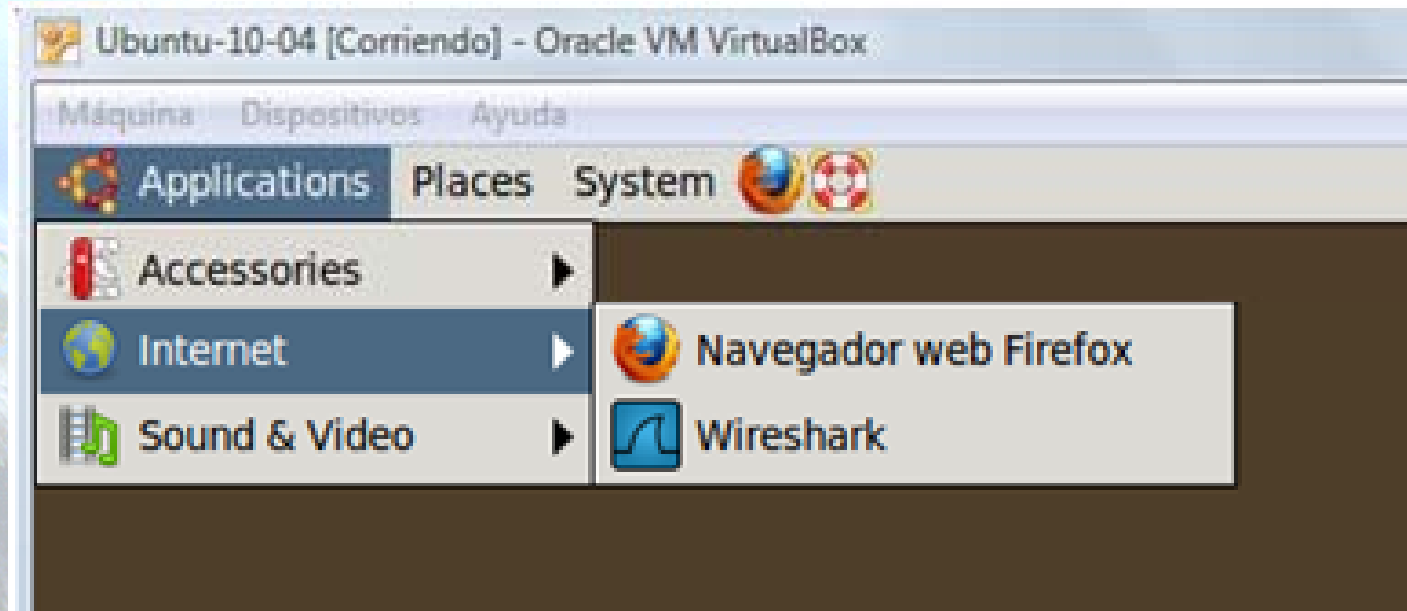 Ubuntu-10-04 [Corriendo] - Oracle VM VirtualBox
Máquina Dispositivos Ayuda
Applications Places System
Accessories
Internet
Navegador web Firefox
Sound & Video
Wireshark